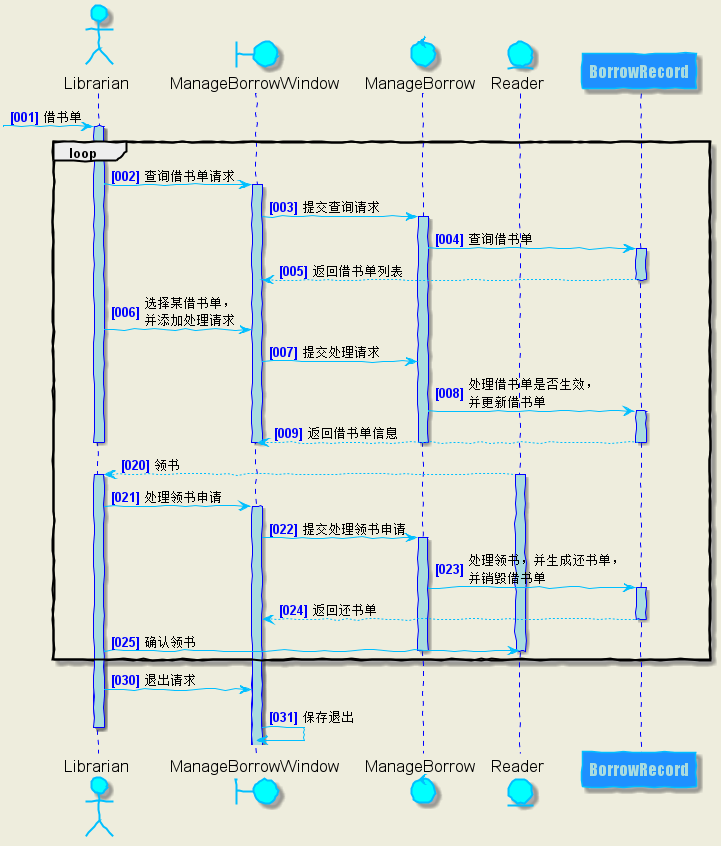 Librarian
ManageBorrowWindow
ManageBorrow
Reader
BorrowRecord
[001] 借书单
loop
[002] 查询借书单请求
[003] 提交查询请求
[004] 查询借书单
[005] 返回借书单列表
[006] 选择某借书单，
并添加处理请求
[007] 提交处理请求
[008] 处理借书单是否生效，
并更新借书单
[009] 返回借书单信息
[020] 领书
[021] 处理领书申请
[022] 提交处理领书申请
[023] 处理领书，并生成还书单，
并销毁借书单
[024] 返回还书单
[025] 确认领书
[030] 退出请求
[031] 保存退出
Librarian
ManageBorrowWindow
ManageBorrow
Reader
BorrowRecord